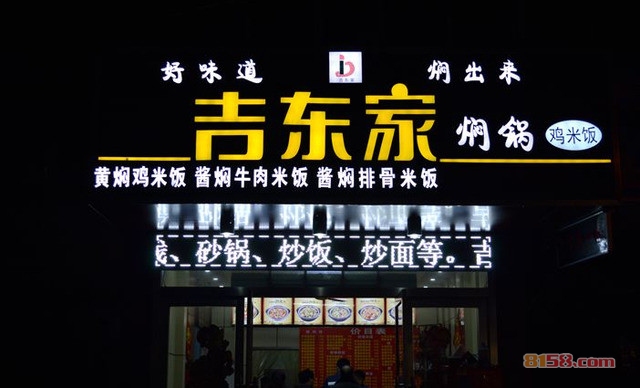 好味道 焖出来
吉东家 焖锅 鸡米饭
黄焖鸡米饭 酱焖牛肉米饭 酱焖排骨米饭
、砂锅、炒饭、炒面等。吉
价目表
8158.com